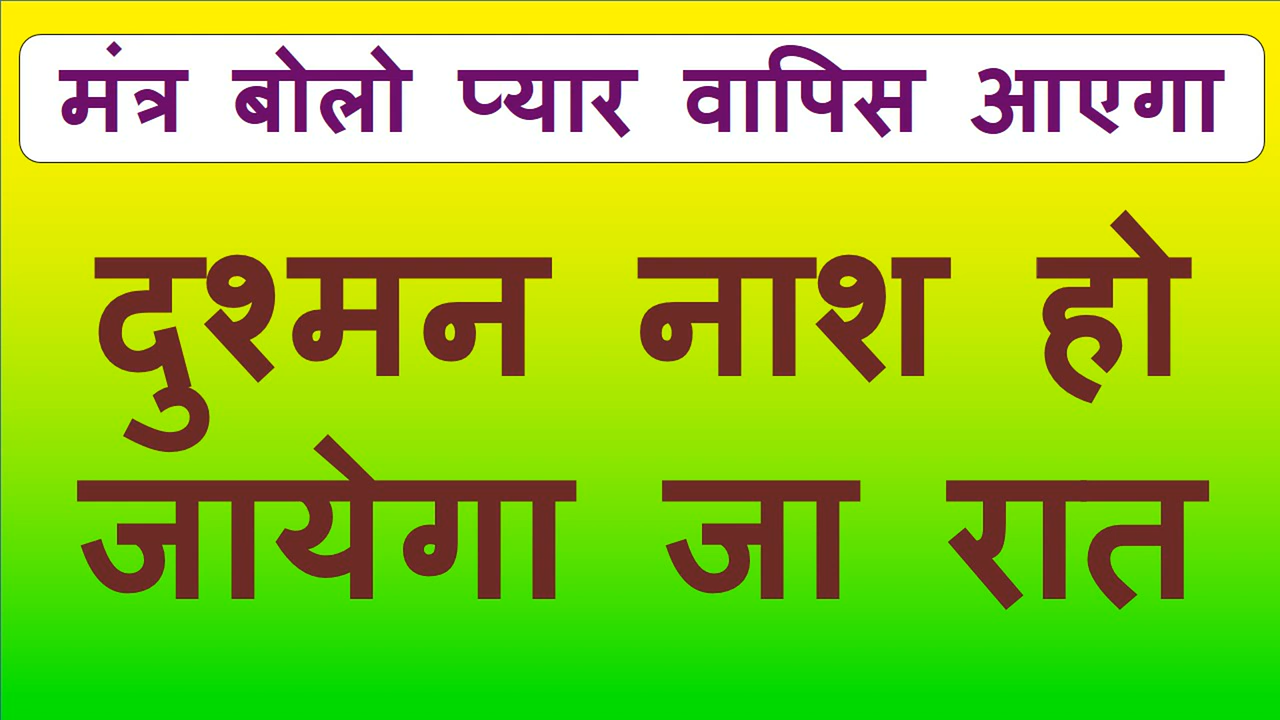 मंत्र बोलो प्यार वापिस आएगा
दुश्मन नाश हो
जायेगा जा रात